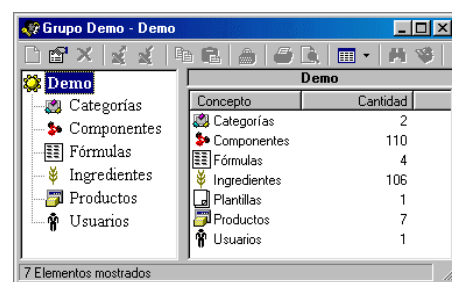 Grupo Demo - Demo
Demo
Categorías
Componentes
Fórmulas
Ingredientes
Productos
Usuarios
Demo
Concepto Cantidad
Categorías 2
Componentes 110
Fórmulas 4
Ingredientes 106
Plantillas 1
Productos 7
Usuarios 1
7 Elementos mostrados